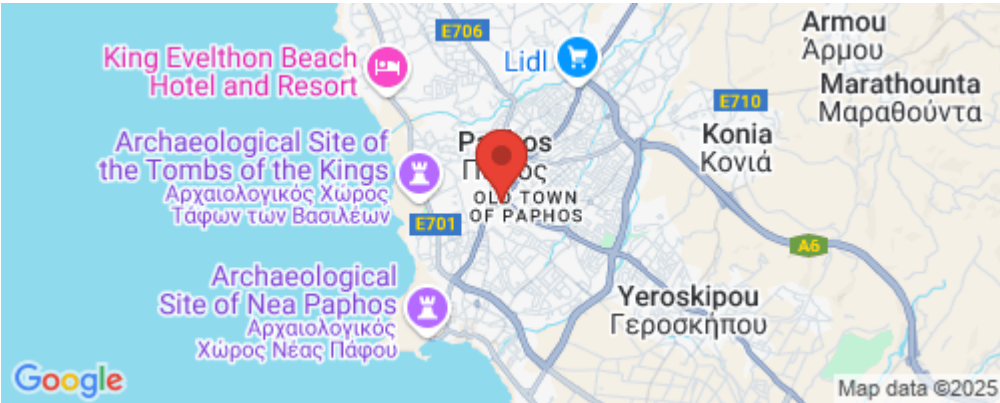 E706
Armou
Άρμου
King Evelthon Beach
Hotel and Resort
Lidl
Marathounta
Μαραθούντα
E710
Konia
Κονιά
Archaeological Site of
the Tombs of the Kings
Αρχαιολογικός Χώρος
Τάφων των Βασιλέων
OLD TOWN
OF PAPHOS
E701
A6
Archaeological
Site of Nea Paphos
Αρχαιολογικός
Χώρος Νέας Πάφου
Yeroskipou
Γεροσκήπου
Google
Map data ©2025